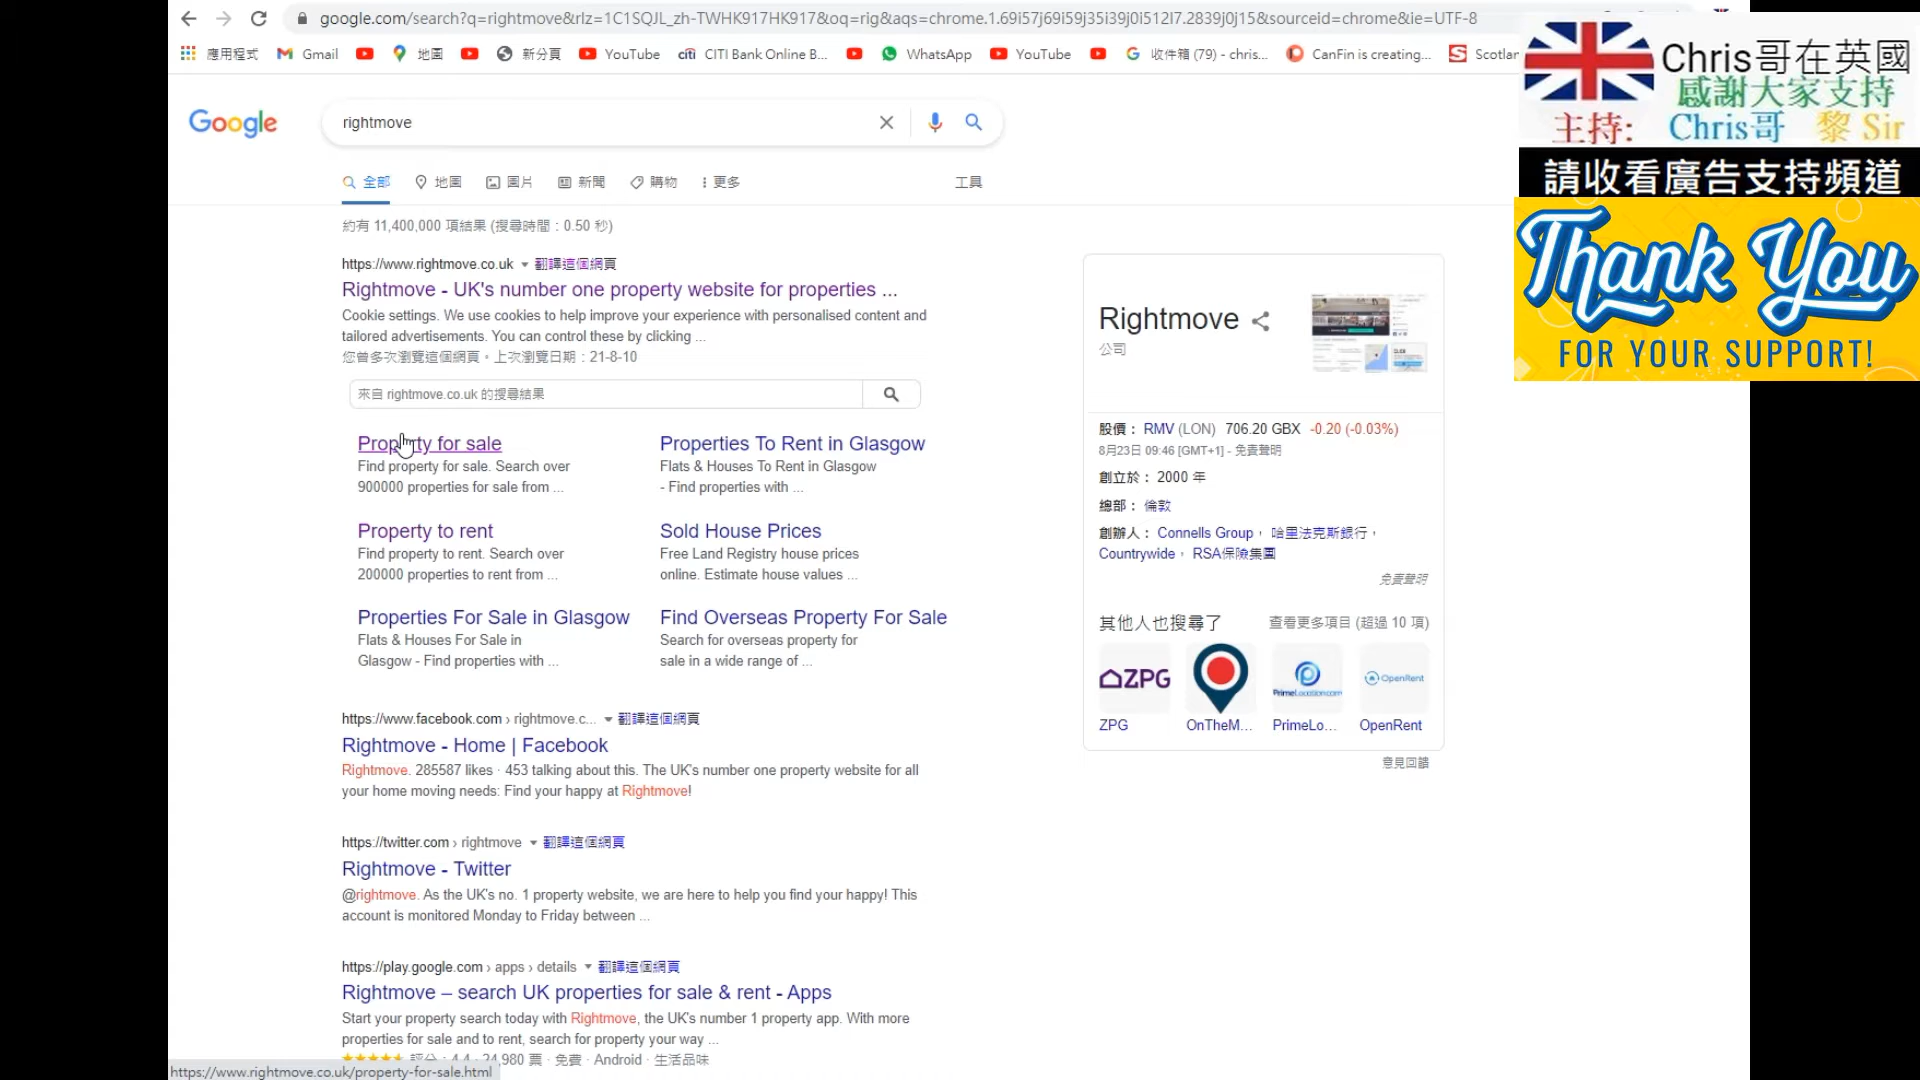 google.com/search?q=rightmove&rlz=1C1SQJL_zh-TWHK917HK917&oq=rig&aqs=chrome.1.69i57j69i59j35i39j0i512l7.2839j0j15&sourceid=chrome&ie=UTF-8
應用程式 Gmail 地圖 新分頁 YouTube citi CITI Bank Online B... WhatsApp YouTube 收件箱 (79) - chris... CanFin is creating... Scotlan
Chris哥在英國
感謝大家支持
主持: Chris哥 黎 Sir
請收看廣告支持頻道
Thank You
FOR YOUR SUPPORT!
Google
rightmove
全部 地圖 圖片 新聞 購物 更多 工具
約有 11,400,000 項結果 (搜尋時間：0.50 秒)
https://www.rightmove.co.uk 翻譯這個網頁
Rightmove - UK's number one property website for properties ...
Cookie settings. We use cookies to help improve your experience with personalised content and
tailored advertisements. You can control these by clicking ...
您曾多次瀏覽這個網頁。上次瀏覽日期：21-8-10
來自 rightmove.co.uk 的搜尋結果
Property for sale
Find property for sale. Search over
900000 properties for sale from ...
Properties To Rent in Glasgow
Flats & Houses To Rent in Glasgow
- Find properties with ...
Property to rent
Find property to rent. Search over
200000 properties to rent from ...
Sold House Prices
Free Land Registry house prices
online. Estimate house values ...
Properties For Sale in Glasgow
Flats & Houses For Sale in
Glasgow - Find properties with ...
Find Overseas Property For Sale
Search for overseas property for
sale in a wide range of ...
https://www.facebook.com › rightmove.c... 翻譯這個網頁
Rightmove - Home | Facebook
Rightmove. 285587 likes · 453 talking about this. The UK's number one property website for all
your home moving needs: Find your happy at Rightmove!
https://twitter.com › rightmove 翻譯這個網頁
Rightmove - Twitter
@rightmove. As the UK's no. 1 property website, we are here to help you find your happy! This
account is monitored Monday to Friday between ...
https://play.google.com › apps › details 翻譯這個網頁
Rightmove – search UK properties for sale & rent - Apps
Start your property search today with Rightmove, the UK's number 1 property app. With more
properties for sale and to rent, search for property your way ...
評分：4.4 · 24,980 票 · 免費 · Android · 生活品味
https://www.rightmove.co.uk/property-for-sale.html
Rightmove
公司
股價： RMV (LON) 706.20 GBX -0.20 (-0.03%)
8月23日 09:46 [GMT+1] - 免責聲明
創立於： 2000 年
總部： 倫敦
創辦人： Connells Group， 哈里法克斯銀行，
Countrywide， RSA保險集團
免責聲明
其他人也搜尋了 查看更多項目 (超過 10 項)
ZPG PrimeLocation.com OpenRent
ZPG OnTheM... PrimeLo... OpenRent
意見回饋